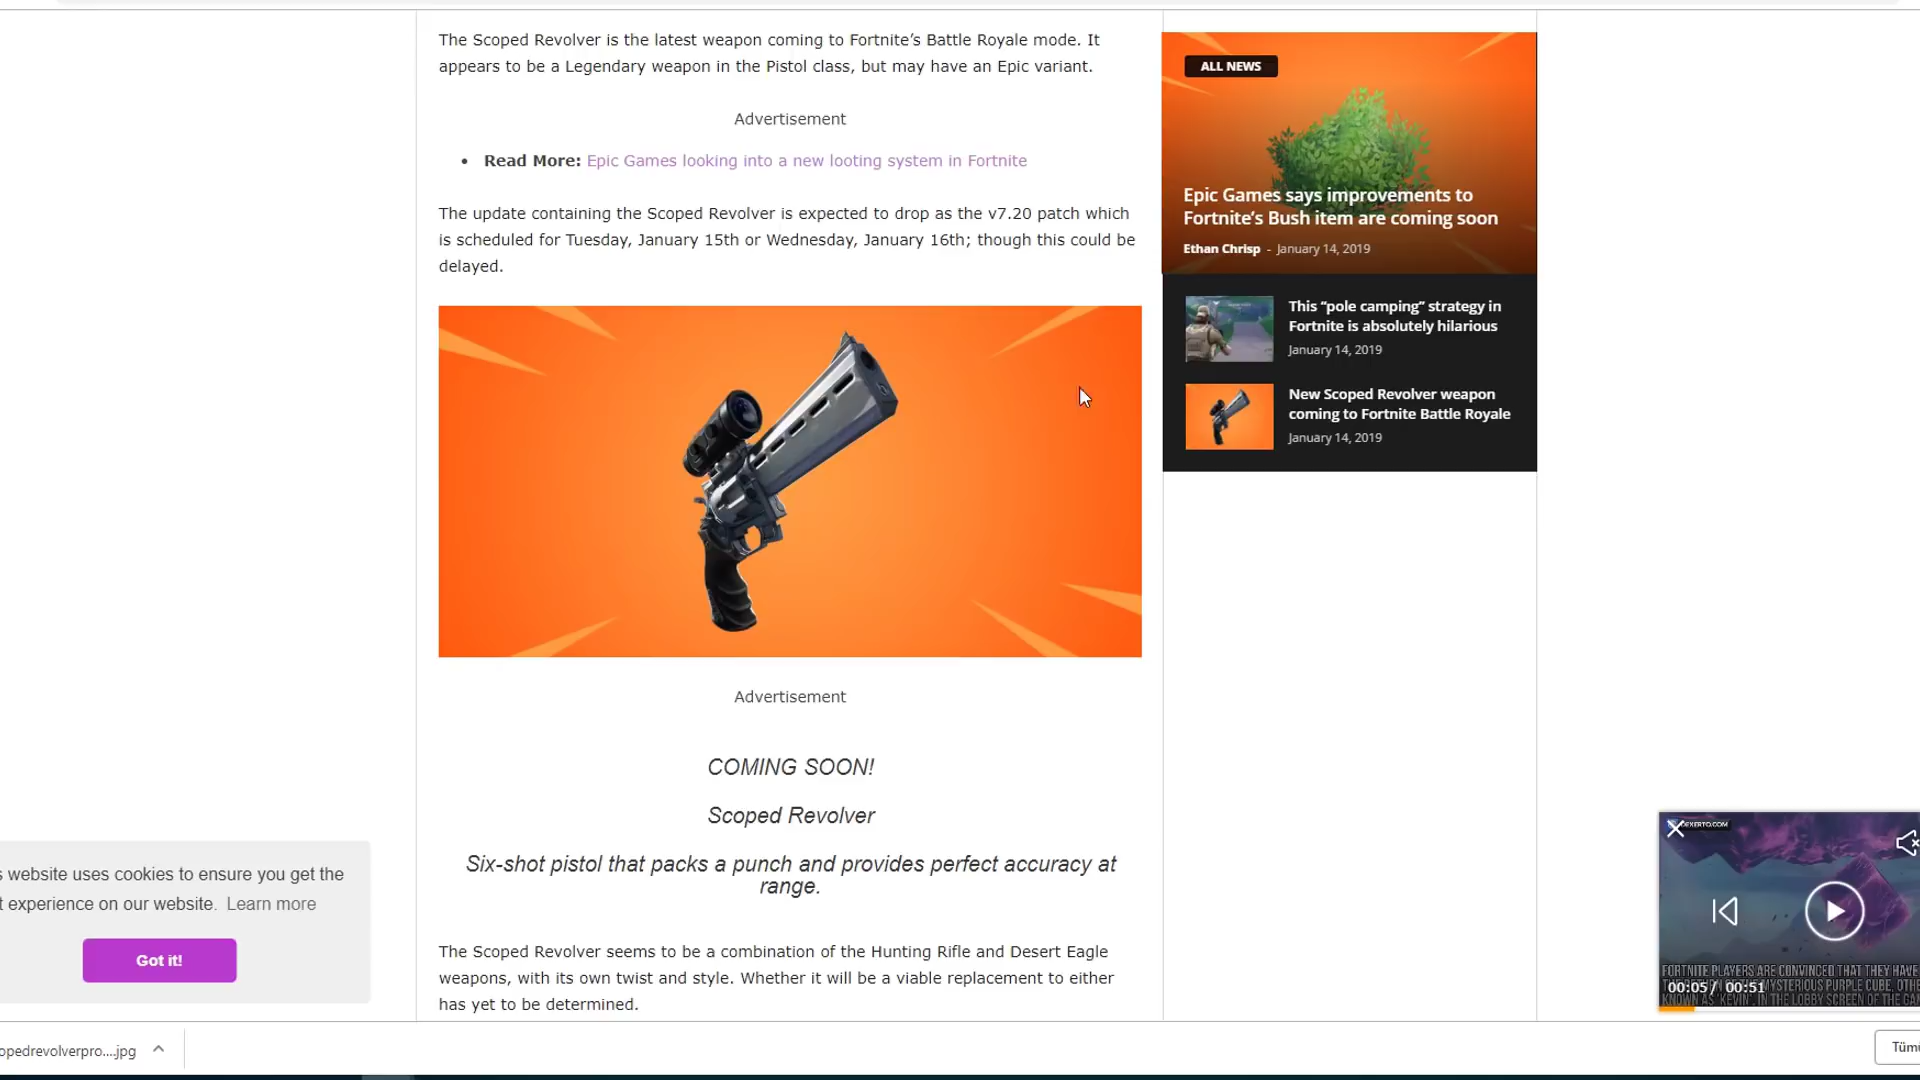 The Scoped Revolver is the latest weapon coming to Fortnite’s Battle Royale mode. It
appears to be a Legendary weapon in the Pistol class, but may have an Epic variant.
Advertisement
• Read More: Epic Games looking into a new looting system in Fortnite
The update containing the Scoped Revolver is expected to drop as the v7.20 patch which
is scheduled for Tuesday, January 15th or Wednesday, January 16th; though this could be
delayed.
Advertisement
COMING SOON!
Scoped Revolver
Six-shot pistol that packs a punch and provides perfect accuracy at
range.
The Scoped Revolver seems to be a combination of the Hunting Rifle and Desert Eagle
weapons, with its own twist and style. Whether it will be a viable replacement to either
has yet to be determined.
ALL NEWS
Epic Games says improvements to
Fortnite’s Bush item are coming soon
Ethan Chrisp - January 14, 2019
This “pole camping” strategy in
Fortnite is absolutely hilarious
January 14, 2019
New Scoped Revolver weapon
coming to Fortnite Battle Royale
January 14, 2019
s website uses cookies to ensure you get the
t experience on our website. Learn more
Got it!
DEXERTO.COM
FORTNITE PLAYERS ARE CONVINCED THAT THEY HAVE
00:05 / 00:51 MYSTERIOUS PURPLE CUBE, OTHE
KNOWN AS 'KEVIN', IN THE LOBBY SCREEN OF THE GA
opedrevolverpro....jpg
Tümü